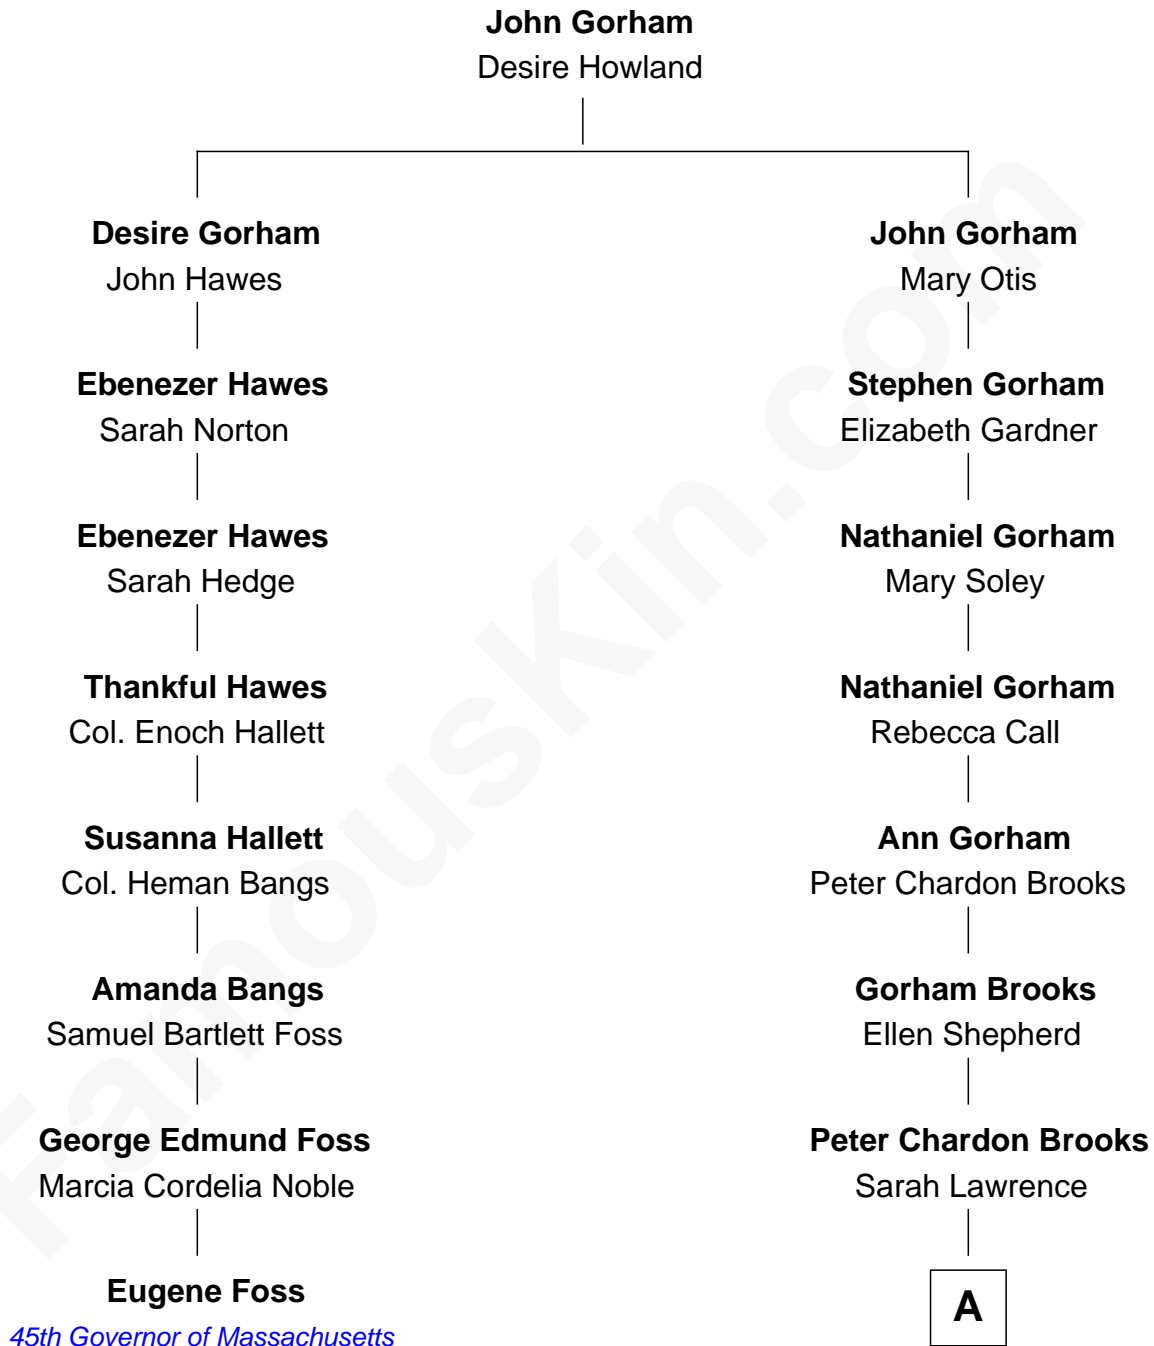 John Gorham
Desire Howland
Desire Gorham
John Hawes
John Gorham
Mary Otis
Ebenezer Hawes
Sarah Norton
Stephen Gorham
Elizabeth Gardner
Ebenezer Hawes
Sarah Hedge
Nathaniel Gorham
Mary Soley
Thankful Hawes
Col. Enoch Hallett
Nathaniel Gorham
Rebecca Call
Susanna Hallett
Col. Heman Bangs
Ann Gorham
Peter Chardon Brooks
Amanda Bangs
Samuel Bartlett Foss
Gorham Brooks
Ellen Shepherd
George Edmund Foss
Marcia Cordelia Noble
Peter Chardon Brooks
Sarah Lawrence
Eugene Foss
45th Governor of Massachusetts
A
FamousKin.com